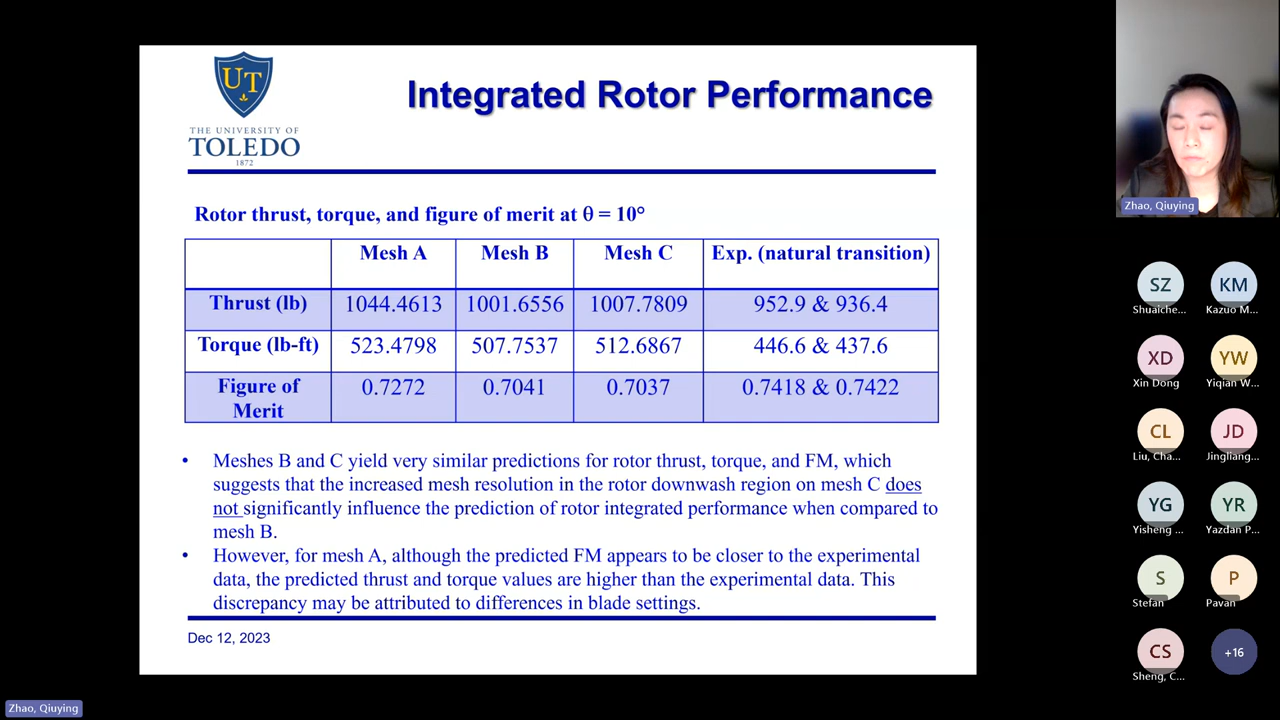 UT
THE UNIVERSITY OF
TOLEDO
1872
Integrated Rotor Performance
Rotor thrust, torque, and figure of merit at θ = 10°
Mesh A Mesh B Mesh C Exp. (natural transition)
Thrust (lb) 1044.4613 1001.6556 1007.7809 952.9 & 936.4
Torque (lb-ft) 523.4798 507.7537 512.6867 446.6 & 437.6
Figure of Merit 0.7272 0.7041 0.7037 0.7418 & 0.7422
• Meshes B and C yield very similar predictions for rotor thrust, torque, and FM, which
suggests that the increased mesh resolution in the rotor downwash region on mesh C does
not significantly influence the prediction of rotor integrated performance when compared to
mesh B.
• However, for mesh A, although the predicted FM appears to be closer to the experimental
data, the predicted thrust and torque values are higher than the experimental data. This
discrepancy may be attributed to differences in blade settings.
Dec 12, 2023
Zhao, Qiuying
SZ KM
Shuaiche... Kazuo M...
XD YW
Xin Dong Yiqian W...
CL JD
Liu, Cha... Jingliang...
YG YR
Yisheng ... Yazdan P...
S P
Stefan Pavan
CS +16
Sheng, C...
Zhao, Qiuying